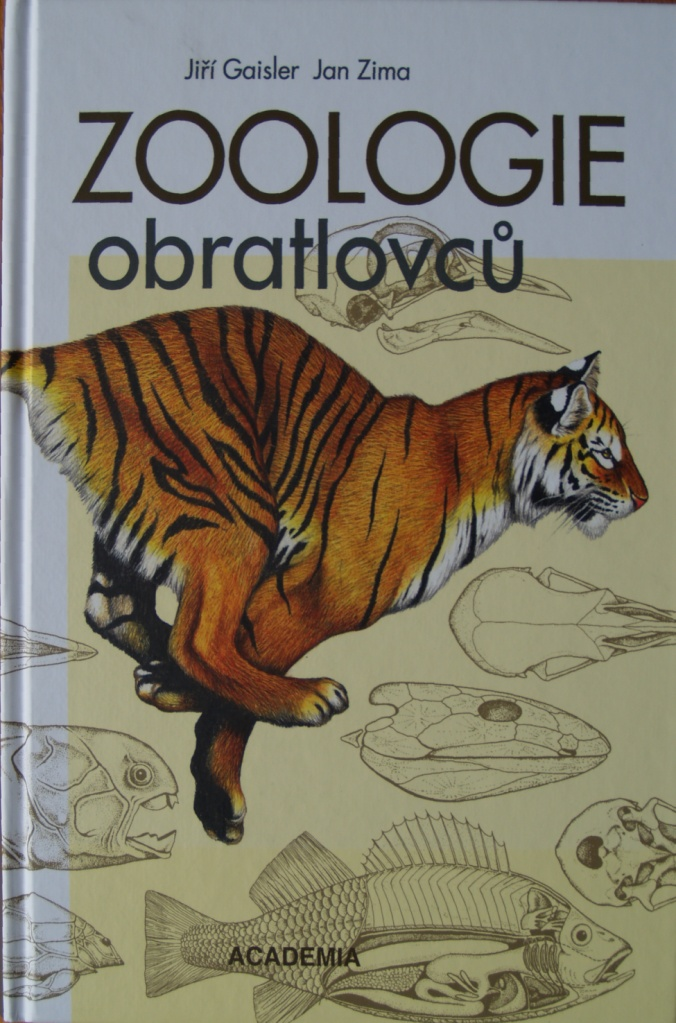 Jiří Gaisler Jan Zima
ZOOLOGIE
obratlovců
ACADEMIA